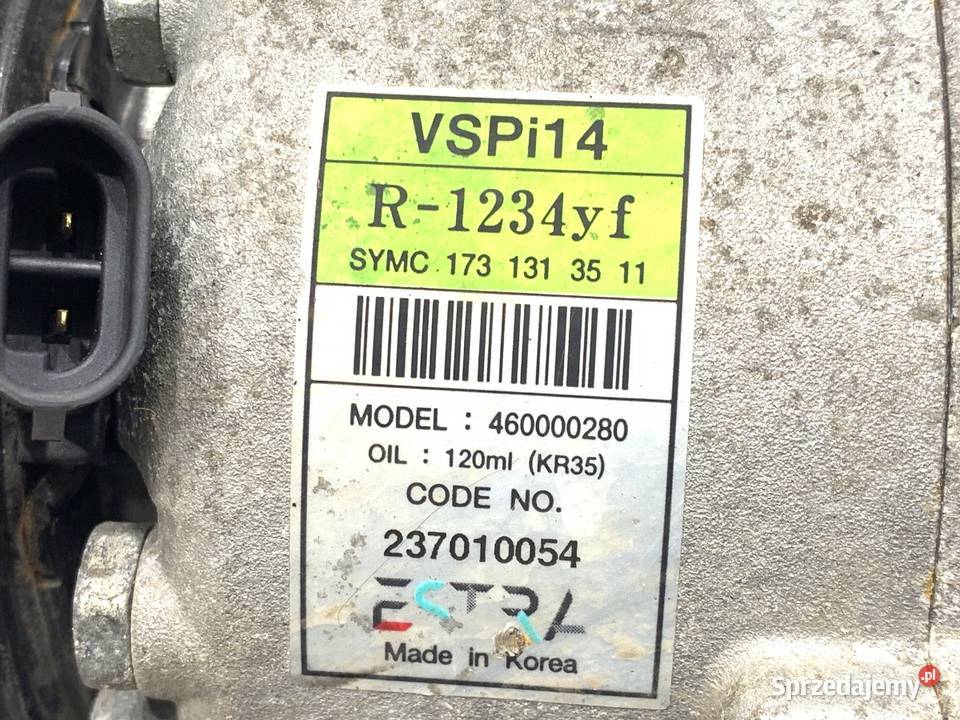 VSPi14
R-1234yf
SYMC 173 131 35 11
MODEL : 460000280
OIL : 120ml (KR35)
CODE NO.
237010054
ESTRA
Made in Korea
Sprzedajemy.pl